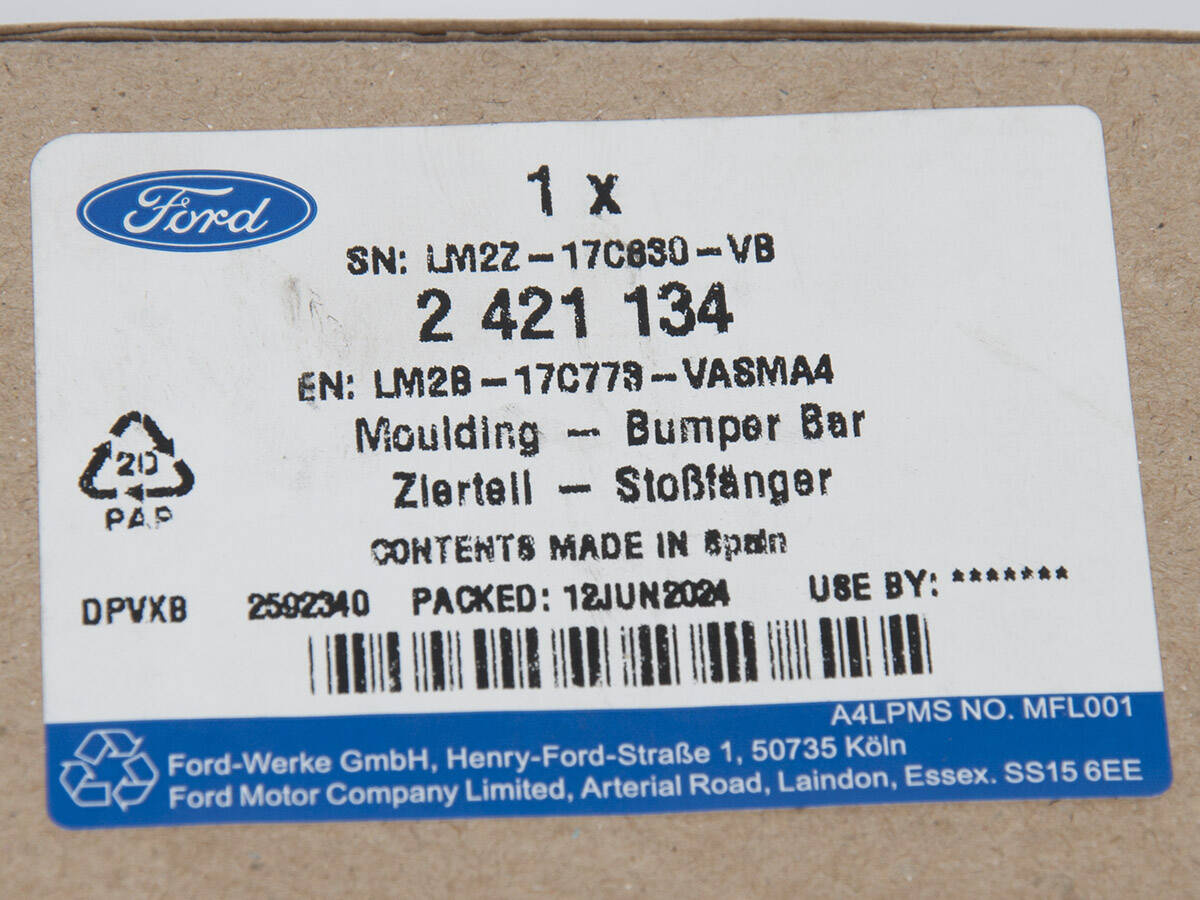 Ford
1 x
SN: LM2Z-17C830-VB
2 421 134
EN: LM2B-17C773-VASMA4
Moulding - Bumper Bar
Zierteil - Stoßfänger
20
PAP
CONTENTS MADE IN Spain
DPVXB 2592340 PACKED: 12JUN2024 USE BY: *******
A4LPMS NO. MFL001
Ford-Werke GmbH, Henry-Ford-Straße 1, 50735 Köln
Ford Motor Company Limited, Arterial Road, Laindon, Essex. SS15 6EE